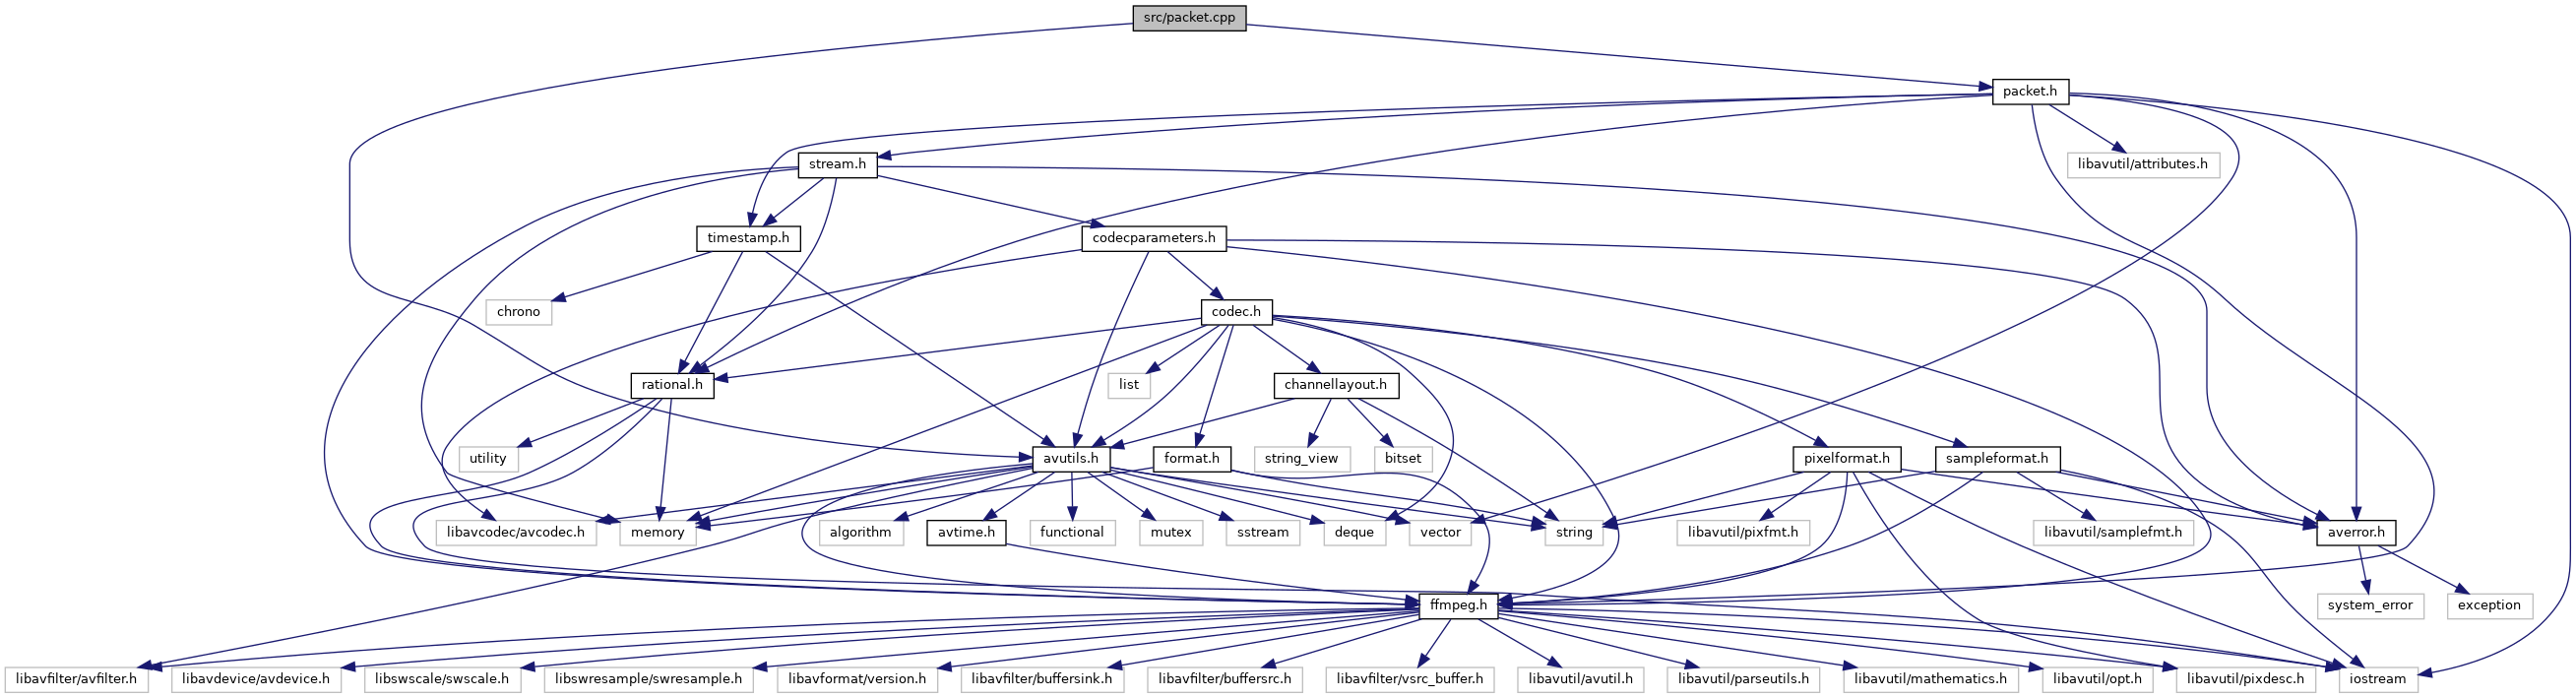 src/packet.cpp
packet.h
stream.h
libavutil/attributes.h
timestamp.h
codecparameters.h
chrono
codec.h
rational.h
list
channellayout.h
utility
avutils.h
format.h
string_view
bitset
pixelformat.h
sampleformat.h
libavcodec/avcodec.h
memory
algorithm
avtime.h
functional
mutex
sstream
deque
vector
string
libavutil/pixfmt.h
libavutil/samplefmt.h
averror.h
ffmpeg.h
system_error
exception
libavfilter/avfilter.h
libavdevice/avdevice.h
libswscale/swscale.h
libswresample/swresample.h
libavformat/version.h
libavfilter/buffersink.h
libavfilter/buffersrc.h
libavfilter/vsrc_buffer.h
libavutil/avutil.h
libavutil/parseutils.h
libavutil/mathematics.h
libavutil/opt.h
libavutil/pixdesc.h
iostream